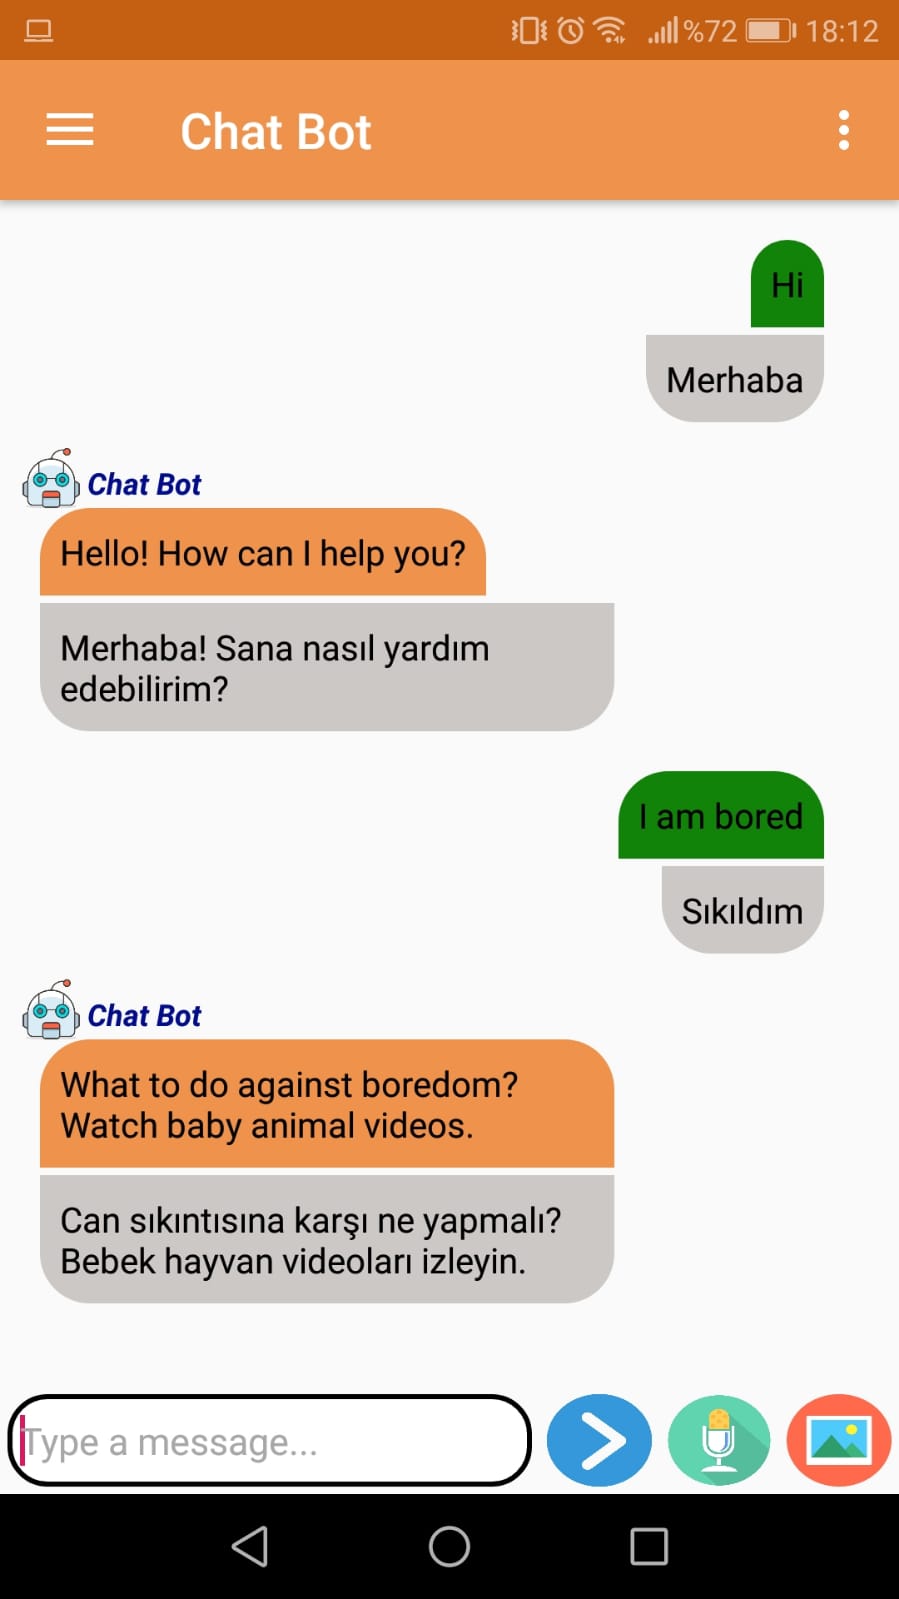 %72 18:12
Chat Bot
Hi
Merhaba
Chat Bot
Hello! How can I help you?
Merhaba! Sana nasıl yardım
edebilirim?
I am bored
Sıkıldım
Chat Bot
What to do against boredom?
Watch baby animal videos.
Can sıkıntısına karşı ne yapmalı?
Bebek hayvan videoları izleyin.
Type a message...